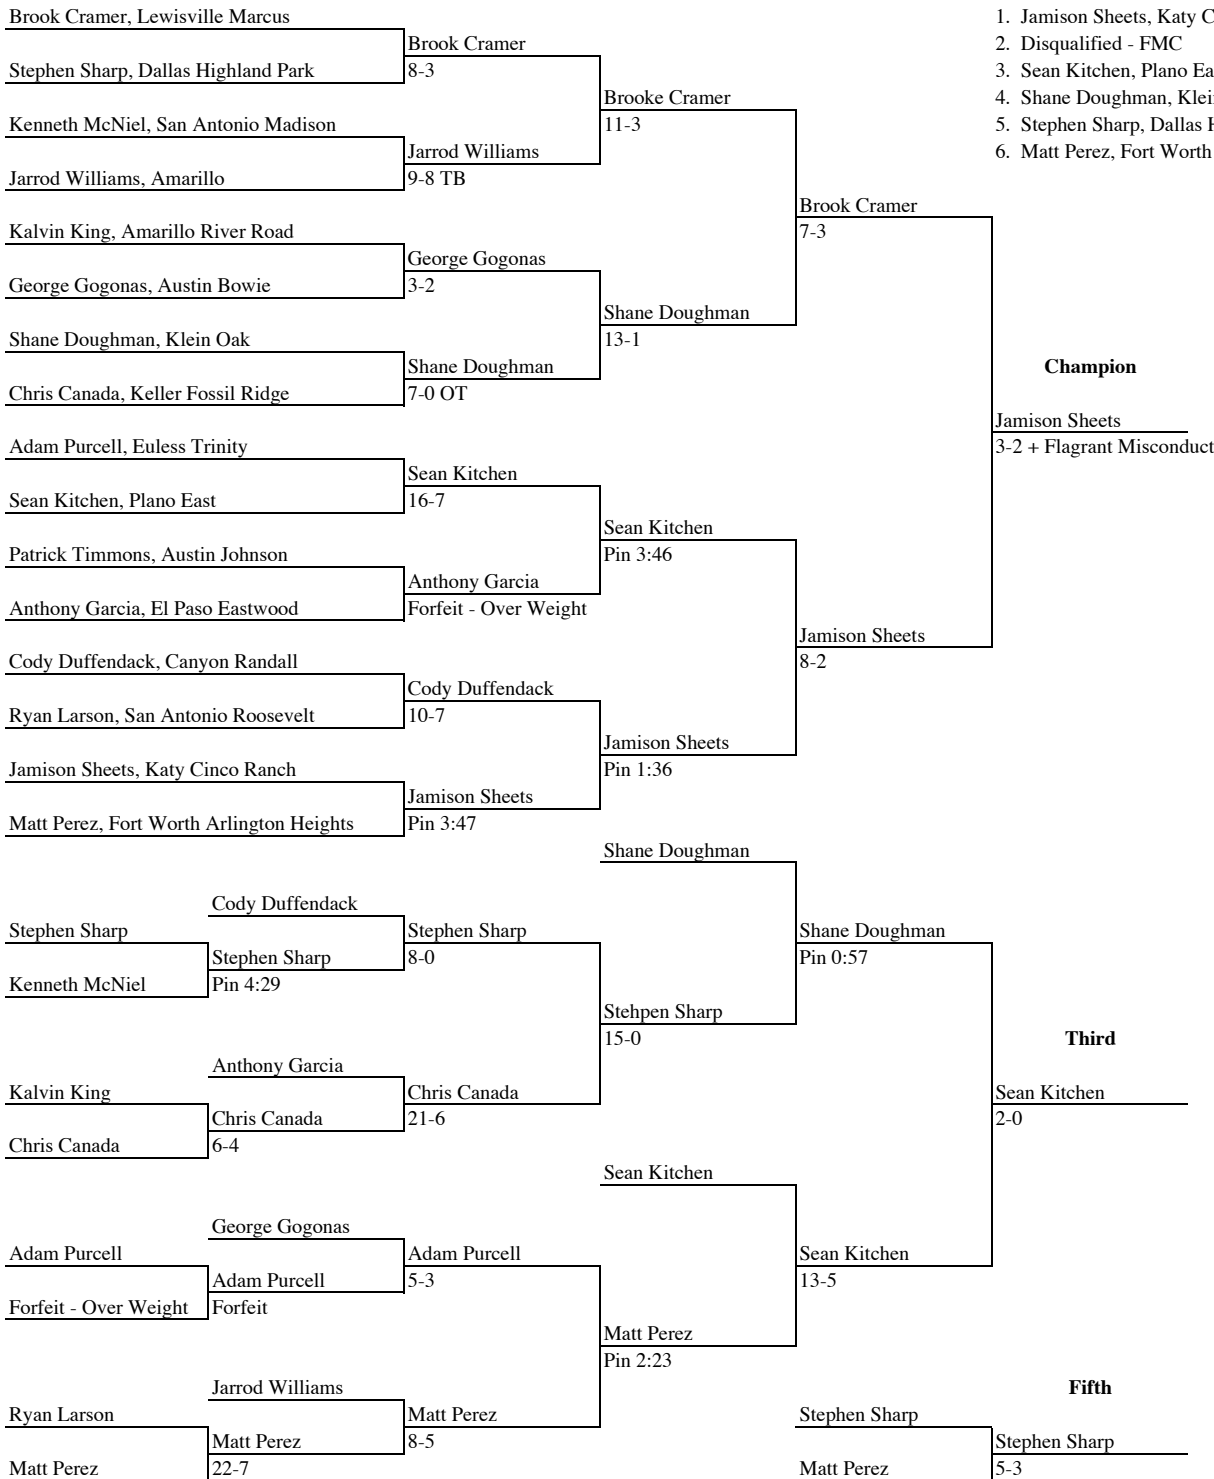 Brook Cramer, Lewisville Marcus
1. Jamison Sheets, Katy C
Brook Cramer
2. Disqualified - FMC
Stephen Sharp, Dallas Highland Park
8-3
3. Sean Kitchen, Plano Ea
Brooke Cramer
4. Shane Doughman, Klei
Kenneth McNiel, San Antonio Madison
11-3
5. Stephen Sharp, Dallas H
Jarrod Williams
6. Matt Perez, Fort Worth
Jarrod Williams, Amarillo
9-8 TB
Brook Cramer
Kalvin King, Amarillo River Road
7-3
George Gogonas
George Gogonas, Austin Bowie
3-2
Shane Doughman
Shane Doughman, Klein Oak
13-1
Shane Doughman
Champion
Chris Canada, Keller Fossil Ridge
7-0 OT
Jamison Sheets
Adam Purcell, Euless Trinity
3-2 + Flagrant Misconduct
Sean Kitchen
Sean Kitchen, Plano East
16-7
Sean Kitchen
Patrick Timmons, Austin Johnson
Pin 3:46
Anthony Garcia
Anthony Garcia, El Paso Eastwood
Forfeit - Over Weight
Jamison Sheets
Cody Duffendack, Canyon Randall
8-2
Cody Duffendack
Ryan Larson, San Antonio Roosevelt
10-7
Jamison Sheets
Jamison Sheets, Katy Cinco Ranch
Pin 1:36
Jamison Sheets
Matt Perez, Fort Worth Arlington Heights
Pin 3:47
Shane Doughman
Cody Duffendack
Stephen Sharp
Stephen Sharp
Shane Doughman
Stephen Sharp
8-0
Pin 0:57
Kenneth McNiel
Pin 4:29
Stehpen Sharp
15-0
Third
Anthony Garcia
Kalvin King
Chris Canada
Sean Kitchen
Chris Canada
21-6
2-0
Chris Canada
6-4
Sean Kitchen
George Gogonas
Adam Purcell
Adam Purcell
Sean Kitchen
Adam Purcell
5-3
13-5
Forfeit - Over Weight
Forfeit
Matt Perez
Pin 2:23
Jarrod Williams
Fifth
Ryan Larson
Matt Perez
Stephen Sharp
Matt Perez
8-5
Stephen Sharp
Matt Perez
22-7
Matt Perez
5-3